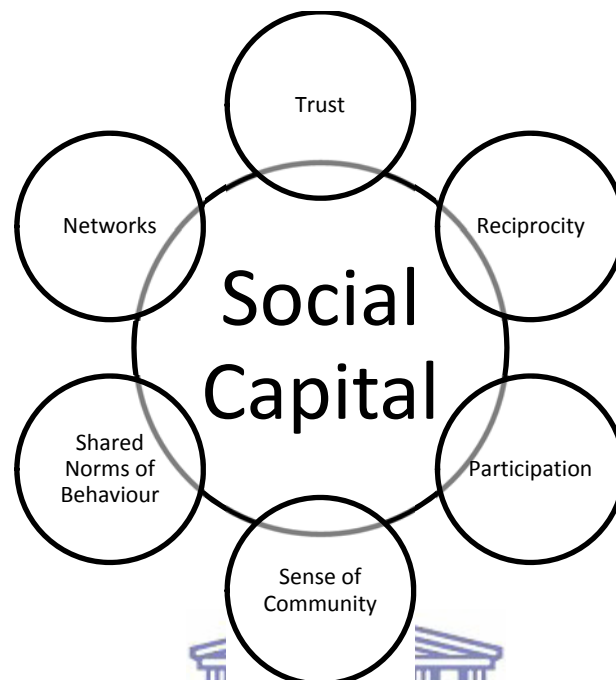 Trust
Networks
Reciprocity
Social
Capital
Shared
Norms of
Behaviour
Participation
Sense of
Community